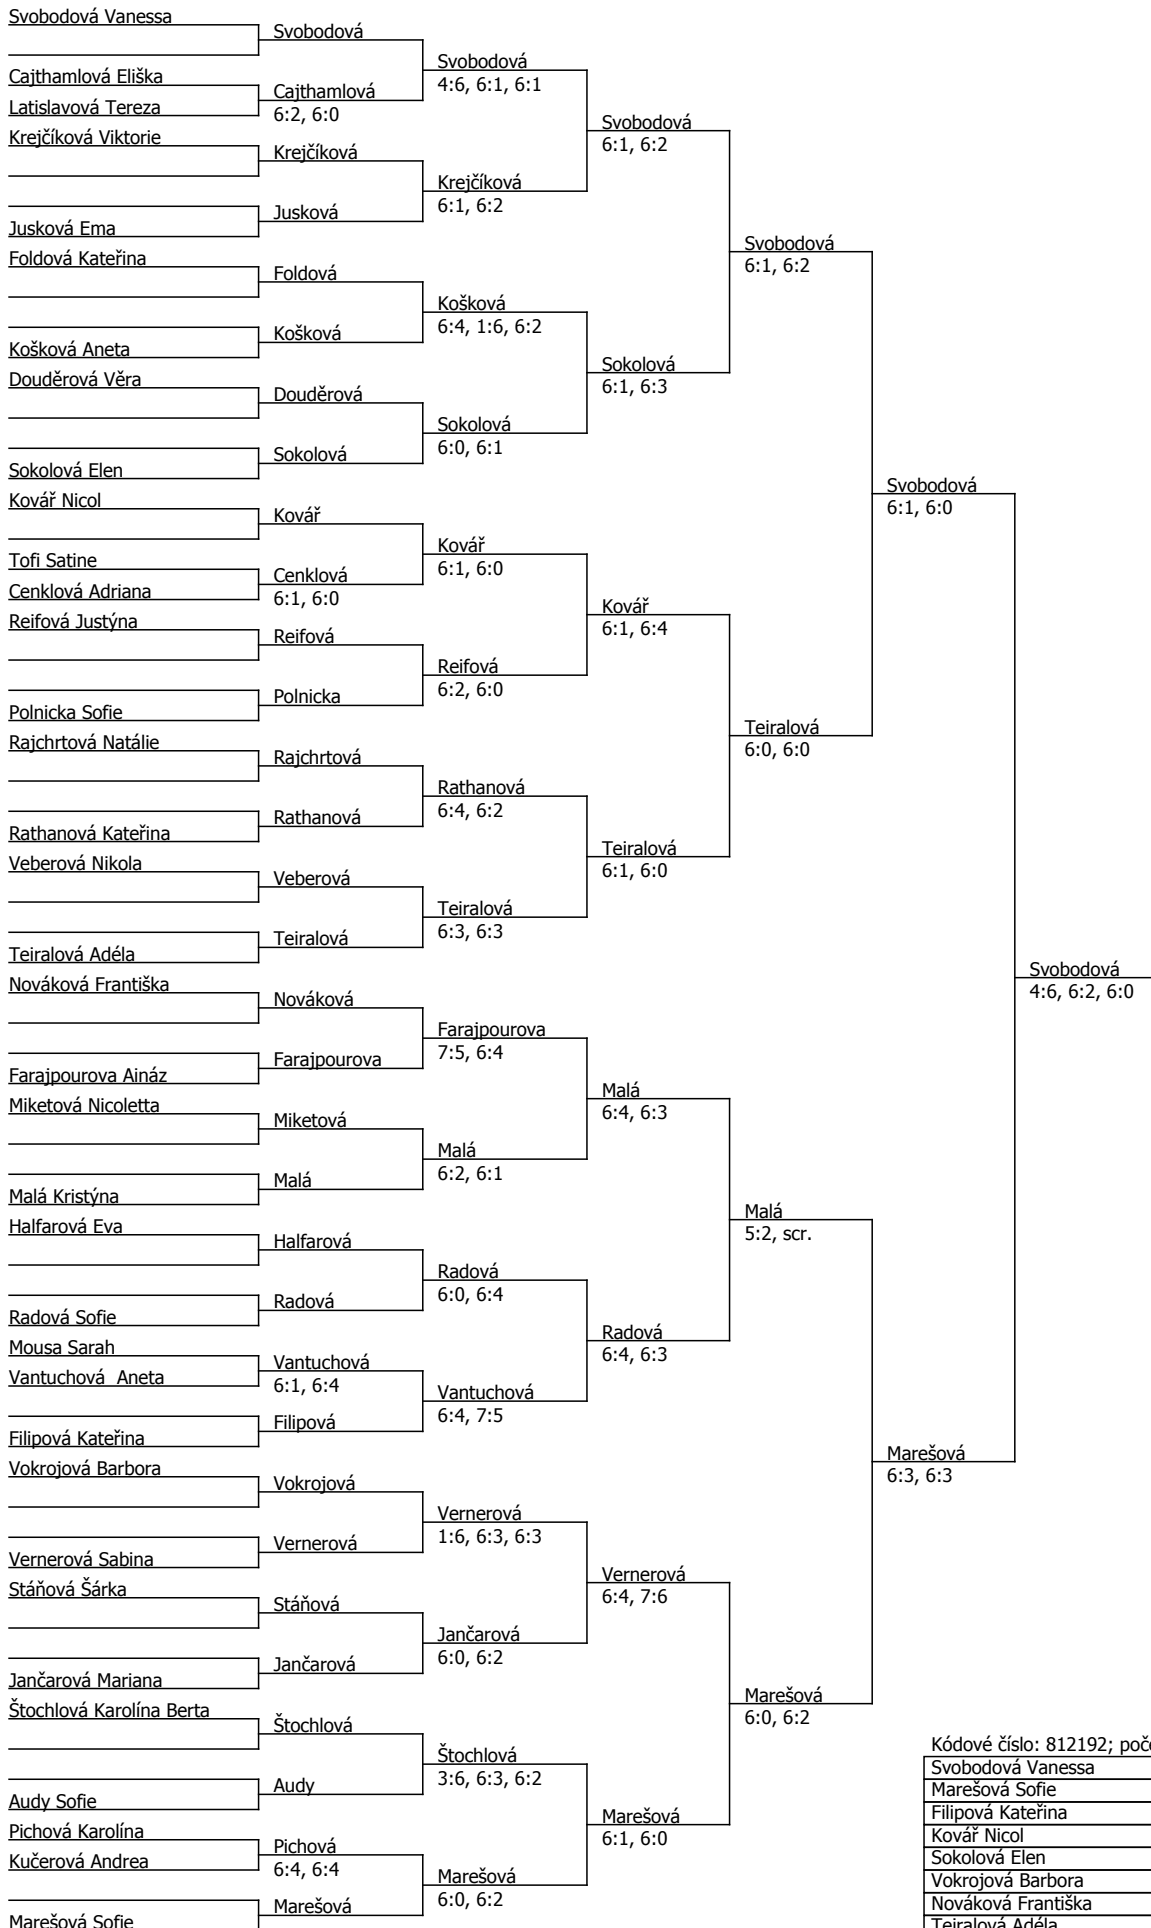 Svobodová Vanessa
Cajthamlová Eliška
Latislavová Tereza
Krejčíková Viktorie
Jusková Ema
Foldová Kateřina
Košková Aneta
Douděrová Věra
Sokolová Elen
Kovář Nicol
Tofi Satine
Cenklová Adriana
Reifová Justýna
Polnicka Sofie
Rajchrtová Natálie
Rathanová Kateřina
Veberová Nikola
Teiralová Adéla
Nováková Františka
Farajpourova Aináz
Miketová Nicoletta
Malá Kristýna
Halfarová Eva
Radová Sofie
Mousa Sarah
Vantuchová  Aneta
Filipová Kateřina
Vokrojová Barbora
Vernerová Sabina
Stáňová Šárka
Jančarová Mariana
Štochlová Karolína Berta
Audy Sofie
Pichová Karolína
Kučerová Andrea
Marešová Sofie
Svobodová
Cajthamlová
6:2, 6:0
Krejčíková
Jusková
Foldová
Košková
Douděrová
Sokolová
Kovář
Cenklová
6:1, 6:0
Reifová
Polnicka
Rajchrtová
Rathanová
Veberová
Teiralová
Nováková
Farajpourova
Miketová
Malá
Halfarová
Radová
Vantuchová
6:1, 6:4
Filipová
Vokrojová
Vernerová
Stáňová
Jančarová
Štochlová
Audy
Pichová
6:4, 6:4
Marešová
Svobodová
4:6, 6:1, 6:1
Krejčíková
6:1, 6:2
Košková
6:4, 1:6, 6:2
Sokolová
6:0, 6:1
Kovář
6:1, 6:0
Reifová
6:2, 6:0
Rathanová
6:4, 6:2
Teiralová
6:3, 6:3
Farajpourova
7:5, 6:4
Malá
6:2, 6:1
Radová
6:0, 6:4
Vantuchová
6:4, 7:5
Vernerová
1:6, 6:3, 6:3
Jančarová
6:0, 6:2
Štochlová
3:6, 6:3, 6:2
Marešová
6:0, 6:2
Svobodová
6:1, 6:2
Sokolová
6:1, 6:3
Kovář
6:1, 6:4
Teiralová
6:1, 6:0
Malá
6:4, 6:3
Radová
6:4, 6:3
Vernerová
6:4, 7:6
Marešová
6:1, 6:0
Svobodová
6:1, 6:2
Teiralová
6:0, 6:0
Malá
5:2, scr.
Marešová
6:0, 6:2
Svobodová
6:1, 6:0
Marešová
6:3, 6:3
Svobodová
4:6, 6:2, 6:0
Kódové číslo: 812192;
Svobodová Vanessa
Marešová Sofie
Filipová Kateřina
Kovář Nicol
Sokolová Elen
Vokrojová Barbora
Nováková Františka
Teiralová Adéla